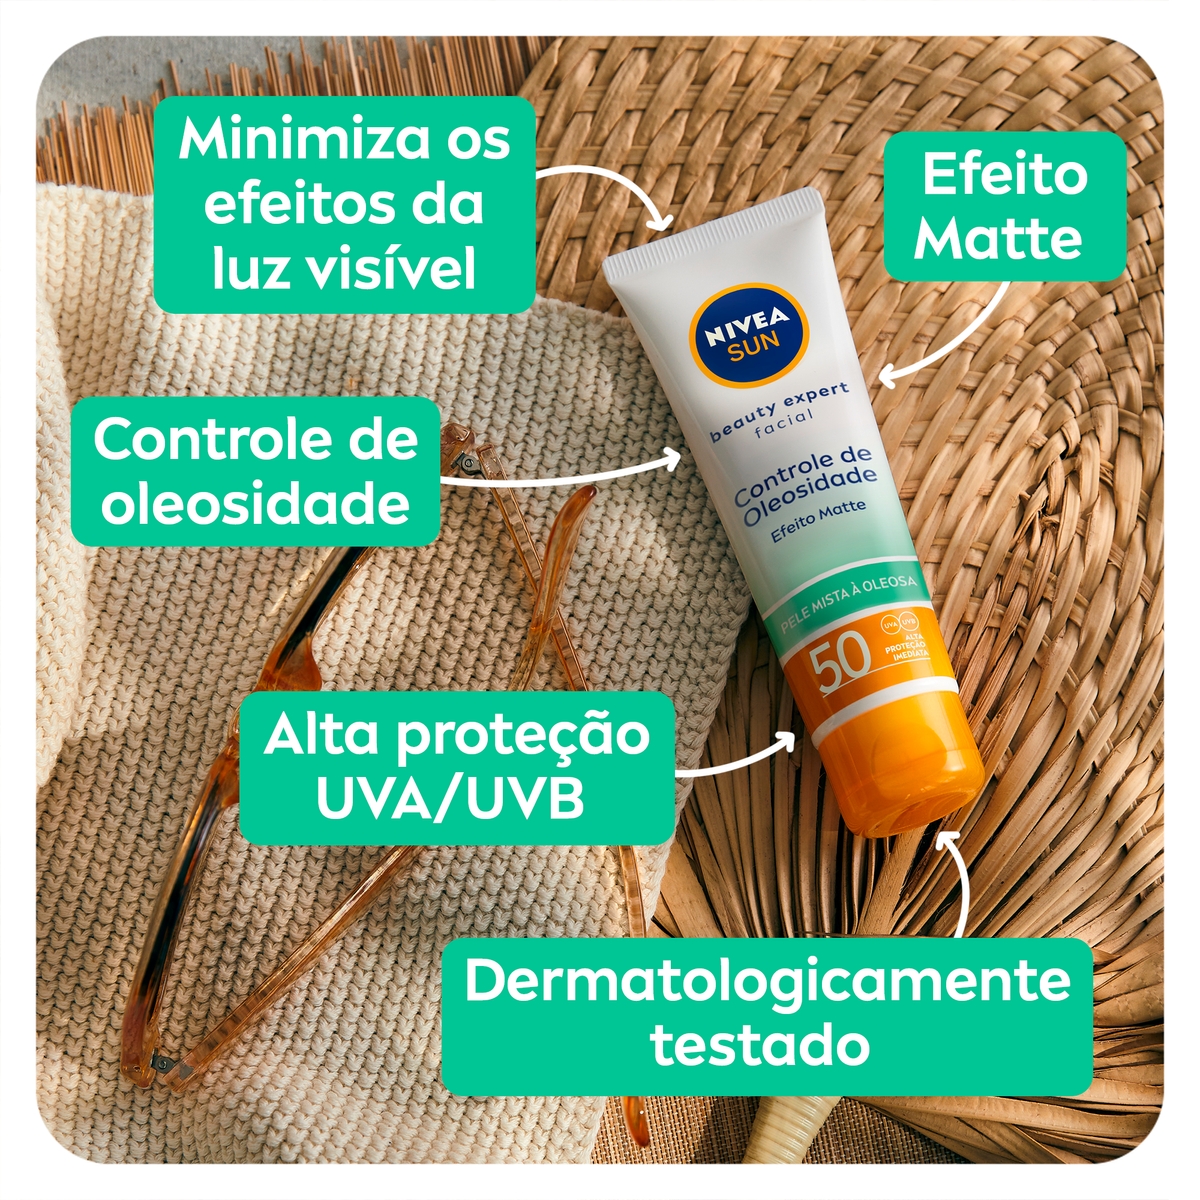 Minimiza os
efeitos da
luz visível
Efeito
Matte
NIVEA
SUN
beauty expert
facial
Controle de
oleosidade
Controle de
Oleosidade
Efeito Matte
PELE MISTA À OLEOSA
50
UVA UVB
ALTA
PROTEÇÃO
IMEDIATA
Alta proteção
UVA/UVB
Dermatologicamente
testado